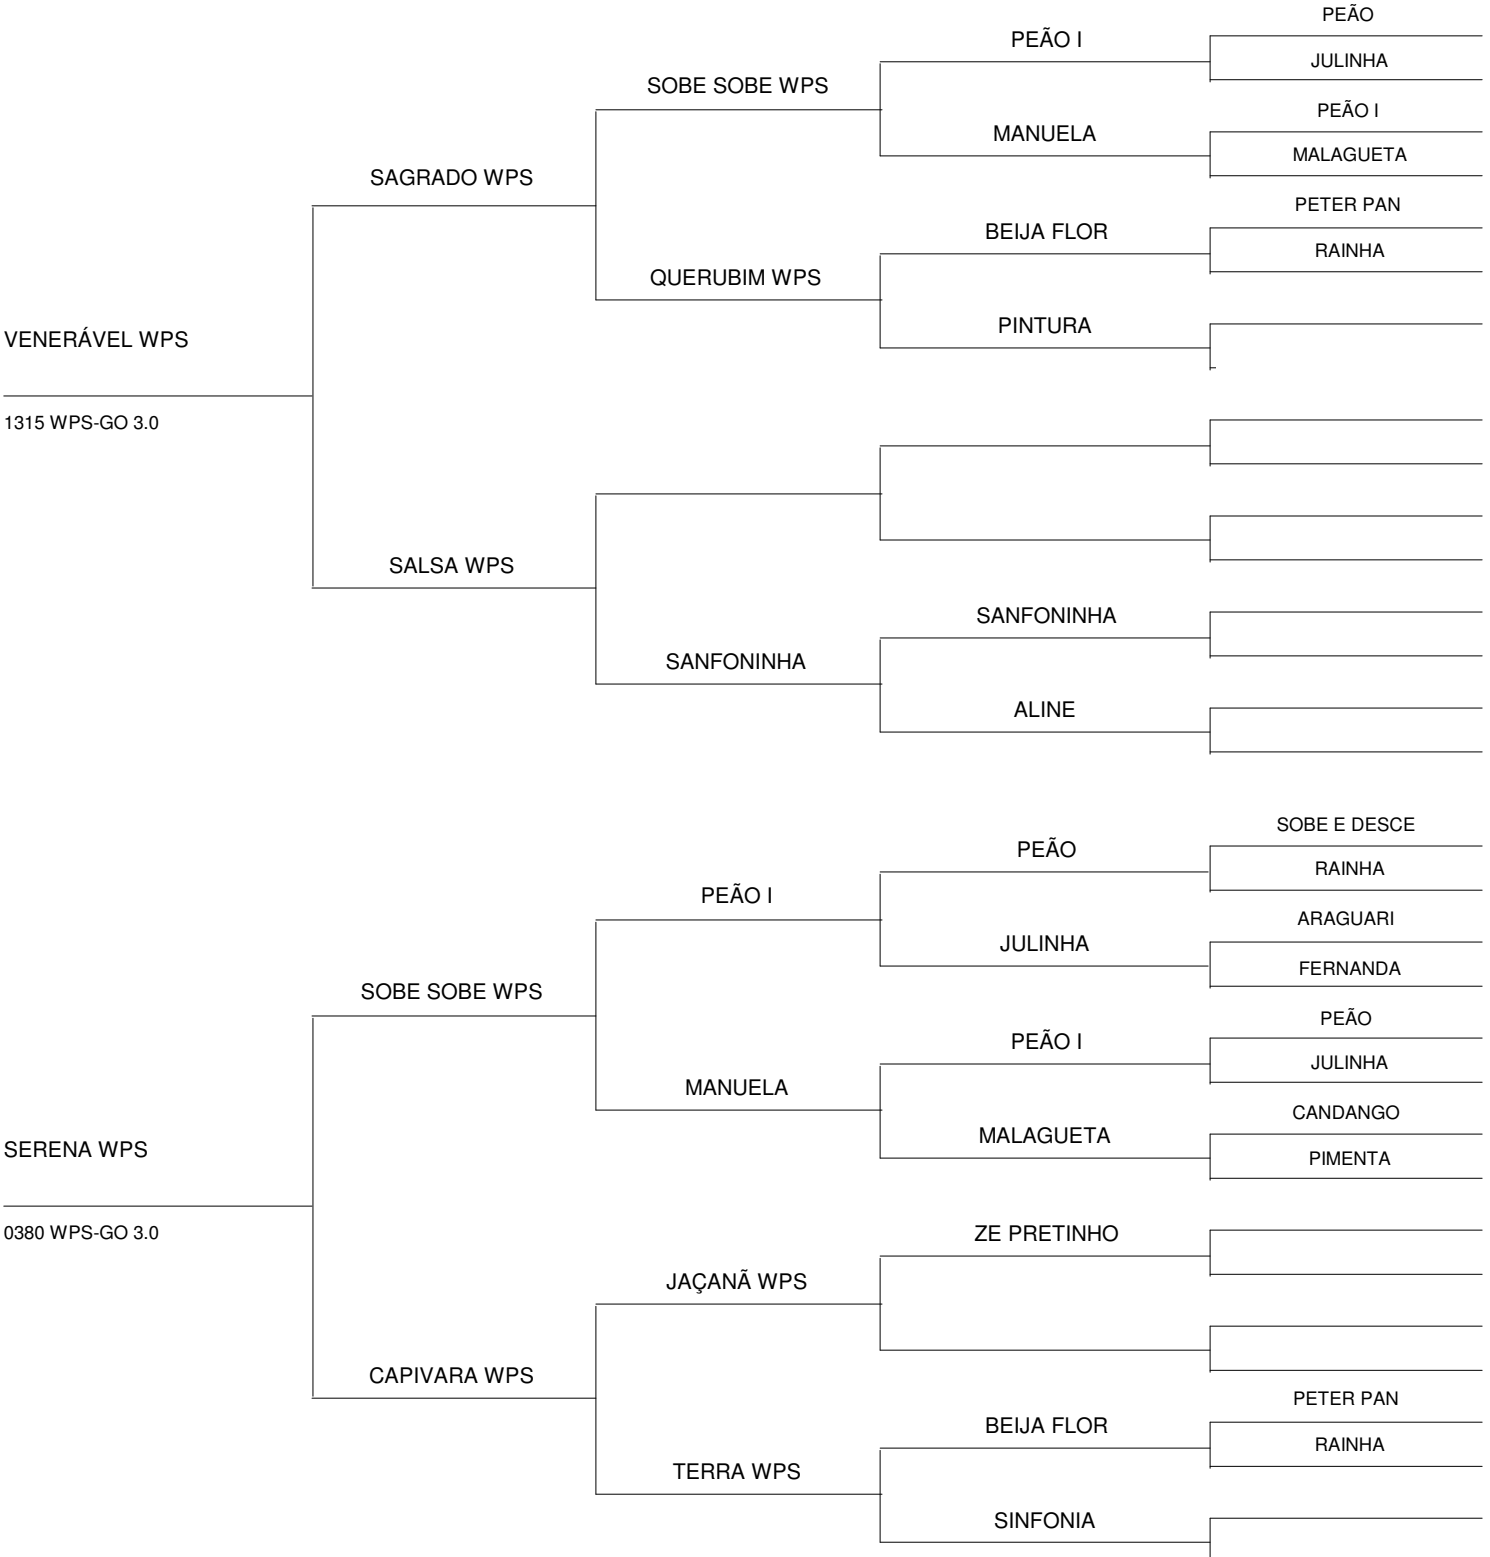 PEÃO
PEÃO I
JULINHA
SOBE SOBE WPS
PEÃO I
MANUELA
MALAGUETA
SAGRADO WPS
PETER PAN
BEIJA FLOR
RAINHA
QUERUBIM WPS
PINTURA
VENERÁVEL WPS
1315 WPS-GO 3.0
SALSA WPS
SANFONINHA
SANFONINHA
ALINE
SOBE E DESCE
PEÃO
RAINHA
PEÃO I
ARAGUARI
JULINHA
FERNANDA
SOBE SOBE WPS
PEÃO
PEÃO I
JULINHA
MANUELA
CANDANGO
MALAGUETA
PIMENTA
SERENA WPS
0380 WPS-GO 3.0
ZE PRETINHO
JAÇANÃ WPS
CAPIVARA WPS
PETER PAN
BEIJA FLOR
RAINHA
TERRA WPS
SINFONIA